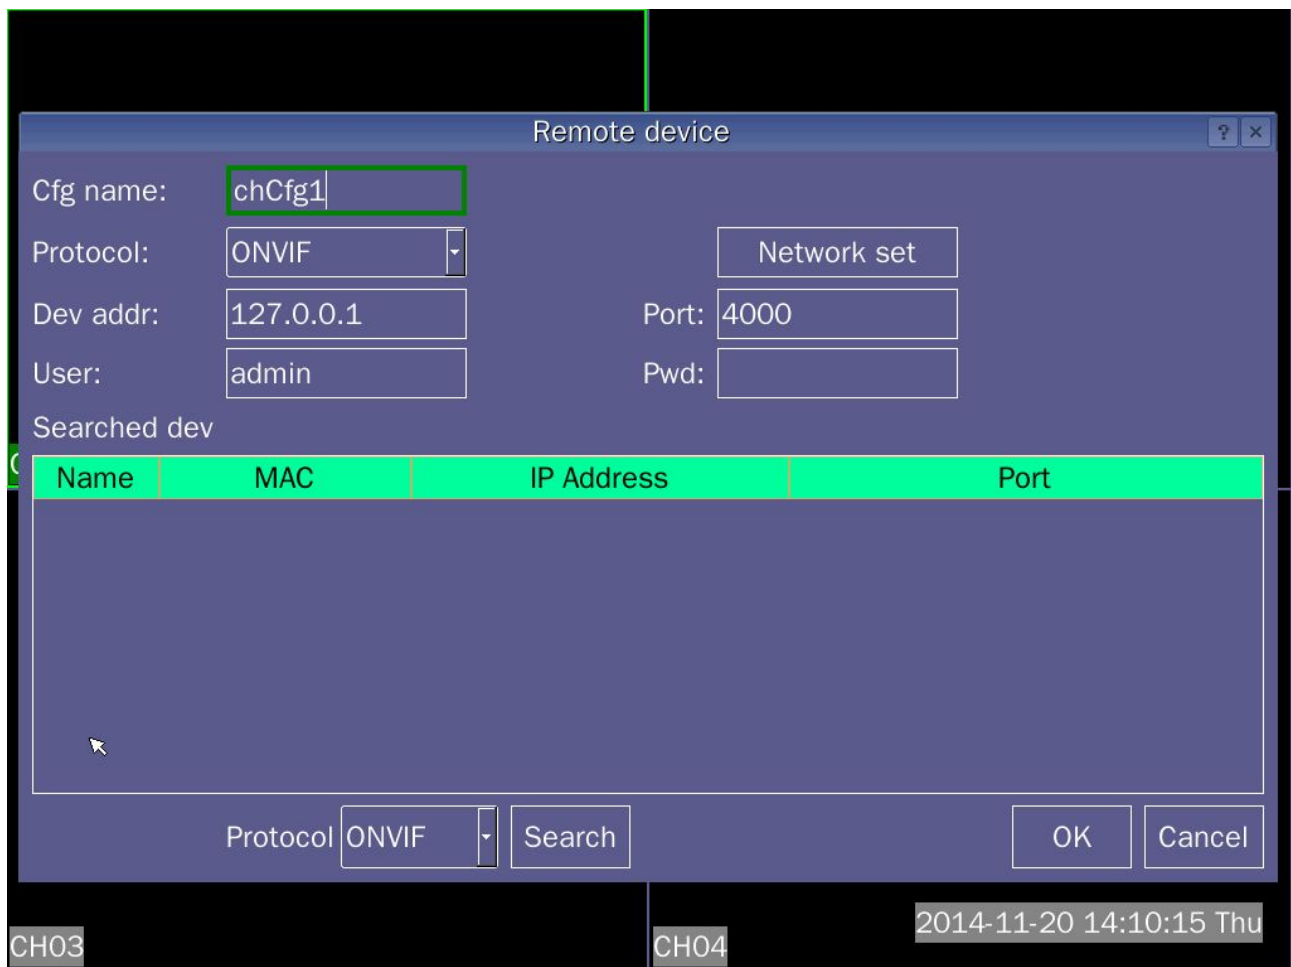 Remote device ? ×
Cfg name: chCfg1
Protocol: ONVIF Network set
Dev addr: 127.0.0.1 Port: 4000
User: admin Pwd:
Searched dev
Name MAC IP Address Port
Protocol ONVIF Search OK Cancel
2014-11-20 14:10:15 Thu
CH03 CH04